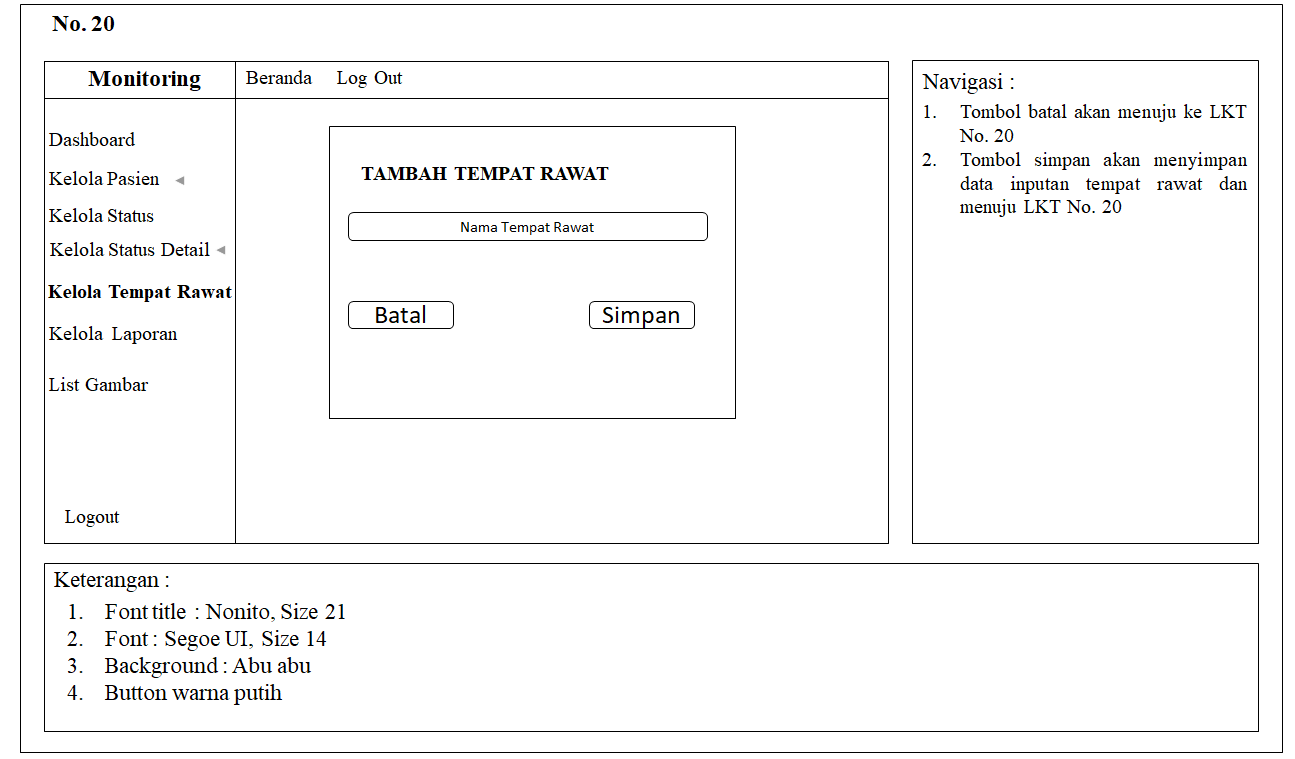 No. 20
Monitoring
Beranda Log Out
Dashboard
Kelola Pasien
Kelola Status
Kelola Status Detail
Kelola Tempat Rawat
Kelola Laporan
List Gambar
Logout
TAMBAH TEMPAT RAWAT
Nama Tempat Rawat
Batal Simpan
Navigasi :
1. Tombol batal akan menuju ke LKT
No. 20
2. Tombol simpan akan menyimpan
data inputan tempat rawat dan
menuju LKT No. 20
Keterangan :
1. Font title : Nonito, Size 21
2. Font : Segoe UI, Size 14
3. Background : Abu abu
4. Button warna putih